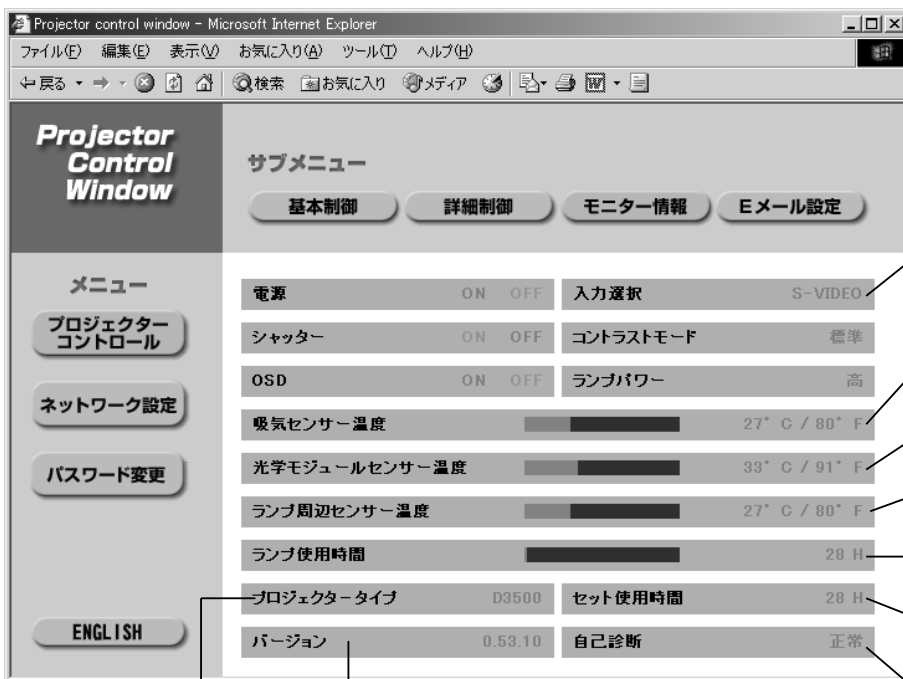 Projector control window - Microsoft Internet Explorer
ファイル(F) 編集(E) 表示(V) お気に入り(A) ツール(T) ヘルプ(H)
戻る 検索 お気に入り メディア
Projector
Control
Window
サブメニュー
基本制御 詳細制御 モニター情報 Eメール設定
メニュー
プロジェクター
コントロール
ネットワーク設定
パスワード変更
ENGLISH
電源 ON OFF 入力選択 S-VIDEO
シャッター ON OFF コントラストモード 標準
OSD ON OFF ランプパワー 高
吸気センサー温度 27° C / 80° F
光学モジュールセンサー温度 33° C / 91° F
ランプ周辺センサー温度 27° C / 80° F
ランプ使用時間 28 H
プロジェクタータイプ D3500 セット使用時間 28 H
バージョン 0.53.10 自己診断 正常